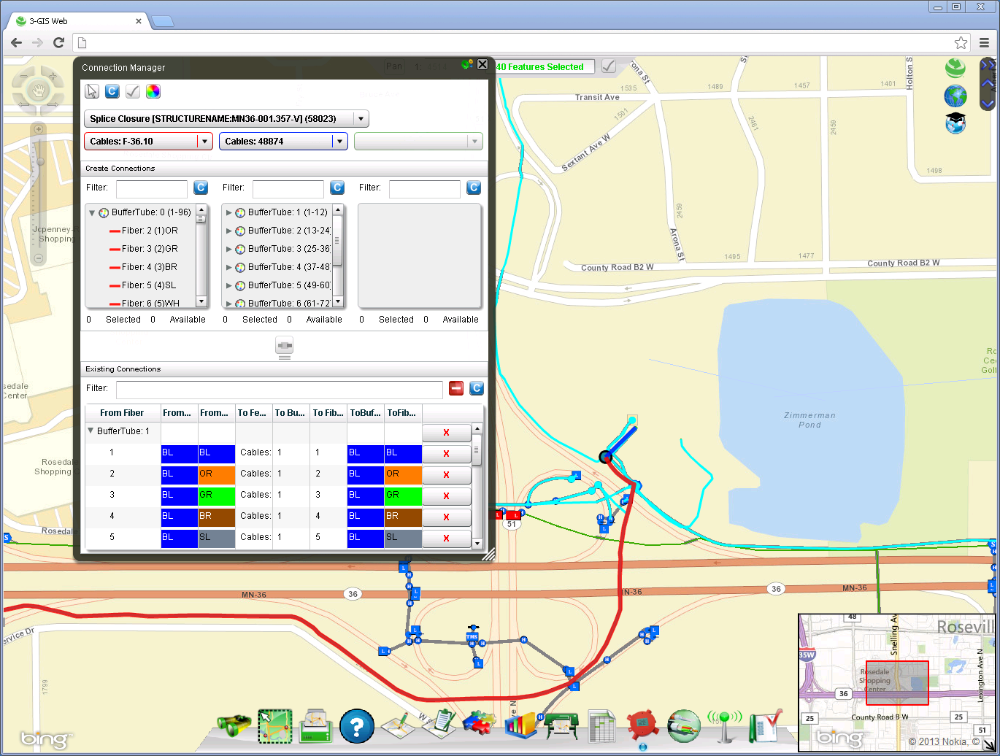 3-GIS Web
Connection Manager
Pan
1:
40 Features Selected
Splice Closure [STRUCTURENAME:MN36-001.357-V] (58023)
Cables: F-36.10
Cables: 48874
Create Connections
Filter:
Filter:
Filter:
BufferTube: 0 (1-96)
Fiber: 2 (1)OR
Fiber: 3 (2)GR
Fiber: 4 (3)BR
Fiber: 5 (4)SL
Fiber: 6 (5)WH
BufferTube: 1 (1-12)
BufferTube: 2 (13-24)
BufferTube: 3 (25-36
BufferTube: 4 (37-48
BufferTube: 5 (49-60
BufferTube: 6 (61-72
0 Selected 0 Available
0 Selected 0 Available
0 Selected 0 Available
Existing Connections
Filter:
From Fiber From... From... To Fe... To Bu... To Fib... ToBuf... ToFib...
BufferTube: 1 X
1 BL BL Cables: 1 1 BL BL X
2 BL OR Cables: 1 2 BL OR X
3 BL GR Cables: 1 3 BL GR X
4 BL BR Cables: 1 4 BL BR X
5 BL SL Cables: 1 5 BL SL X
Jcpenney-
Shopping
sedale
Center
Rosedale
Shopping C
Rosedale
ervice Dr
1799
Transit Ave
1535
1489
1457
1401
Holton S
rona St
1501
Sextant Ave W
2461
2459
1498
2459
Arona St
1495
1477
County Road B2 W
County Road B2 W
Zimmerman
Pond
Ro
Cec
Golf
51
MN-36
36
IN-36
36
MN-36
TMS
W S
ve N
bing
Roseville
48
Snelling Av
35W
Rosedale
Shopping
Center
36
Lexington Ave N
25
County Road B W
25
51
bing
© 2013 Nokia, ©